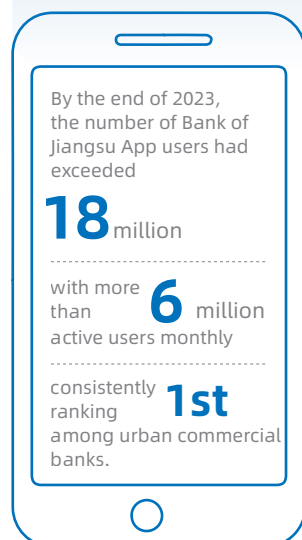 By the end of 2023,
the number of Bank of
Jiangsu App users had
exceeded
18 million
with more
than 6 million
active users monthly
consistently
ranking 1st
among urban commercial
banks.